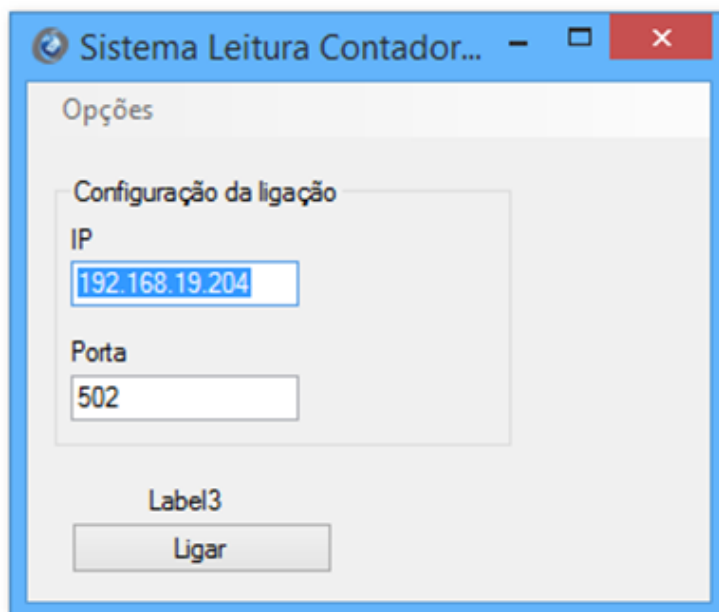 Sistema Leitura Contador...
Opções
Configuração da ligação
IP
192.168.19.204
Porta
502
Label3
Ligar